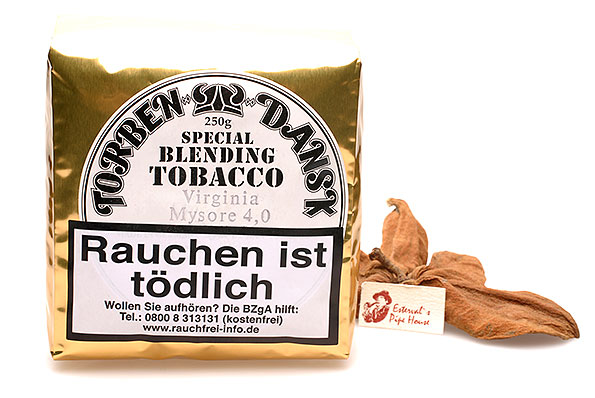 TORBEN DANSK
250g
SPECIAL
BLENDING
TOBACCO
Virginia
Mysore 4,0
Rauchen ist
tödlich
Wollen Sie aufhören? Die BZgA hilft:
Tel.: 0800 8 313131 (kostenfrei)
www.rauchfrei-info.de
Esterval's
Pipe House